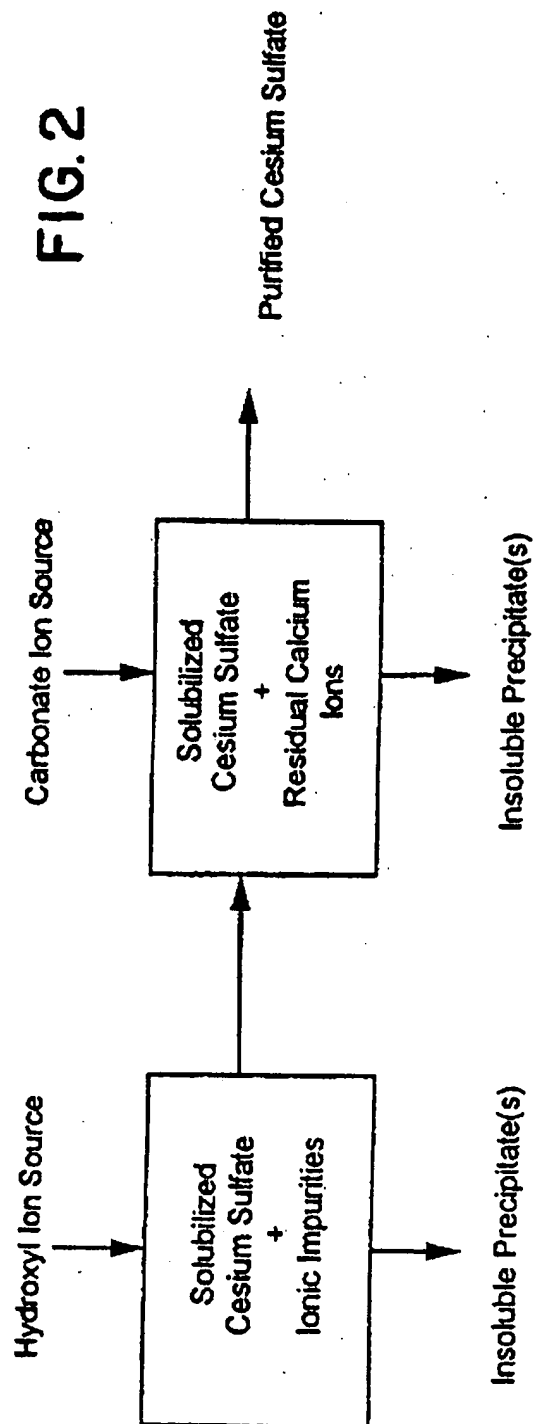 FIG. 2
Hydroxyl Ion Source
Solubilized
Cesium Sulfate
+
Ionic Impurities
Insoluble Precipitate(s)
Carbonate Ion Source
Solubilized
Cesium Sulfate
+
Residual Calcium
Ions
Insoluble Precipitate(s)
Purified Cesium Sulfate